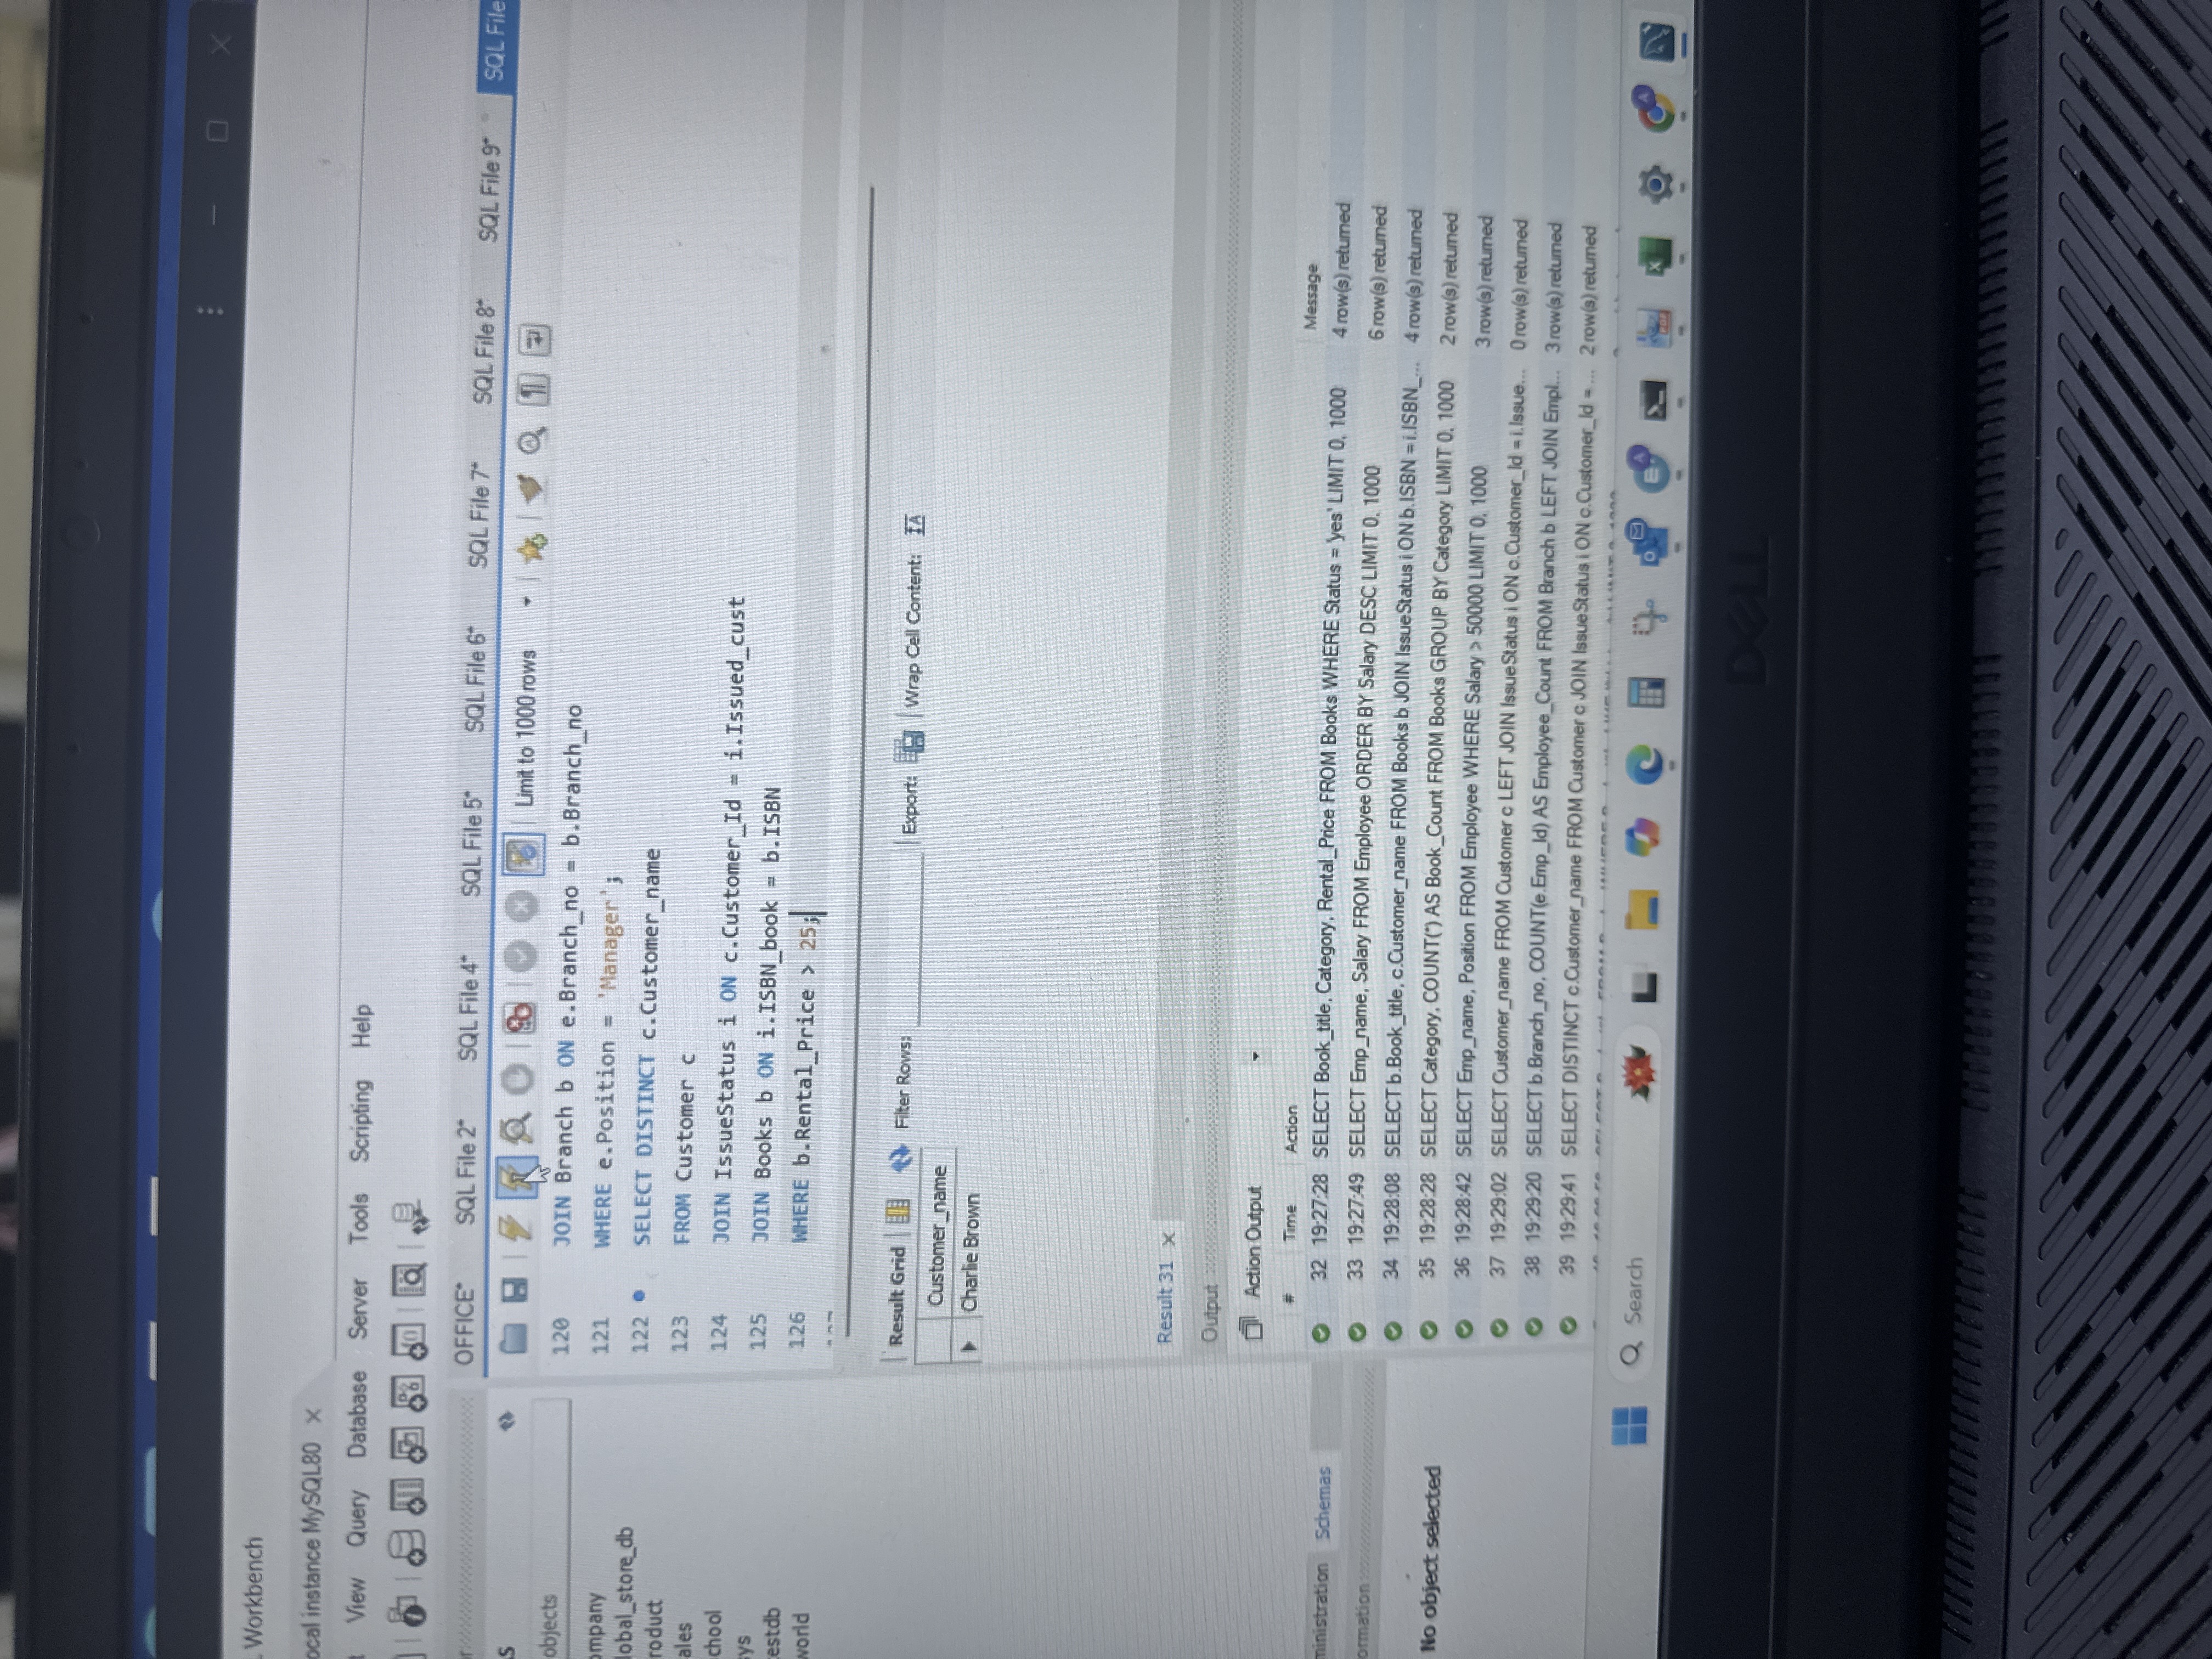 Workbench
ocal instance MySQL80
View Query Database Server Tools Scripting Help
OFFICE* SQL File 2* SQL File 4* SQL File 5* SQL File 6* SQL File 7* SQL File 8* SQL File 9* SQL File
S
objects
ompany
lobal_store_db
roduct
ales
chool
ys
estdb
world
Limit to 1000 rows
120 JOIN Branch b ON e.Branch_no = b.Branch_no
121 WHERE e.Position = 'Manager';
122 SELECT DISTINCT c.Customer_name
123 FROM Customer c
124 JOIN IssueStatus i ON c.Customer_Id = i.Issued_cust
125 JOIN Books b ON i.ISBN_book = b.ISBN
126 WHERE b.Rental_Price > 25;
Result Grid Filter Rows: Export: Wrap Cell Content: IA
Customer_name
Charlie Brown
Result 31
Output
Action Output
# Time Action Message
32 19:27:28 SELECT Book_title, Category, Rental_Price FROM Books WHERE Status = 'yes' LIMIT 0, 1000 4 row(s) returned
33 19:27:49 SELECT Emp_name, Salary FROM Employee ORDER BY Salary DESC LIMIT 0, 1000 6 row(s) returned
34 19:28:08 SELECT b.Book_title, c.Customer_name FROM Books b JOIN IssueStatus i ON b.ISBN = i.ISBN_... 4 row(s) returned
35 19:28:28 SELECT Category, COUNT(*) AS Book_Count FROM Books GROUP BY Category LIMIT 0, 1000 2 row(s) returned
36 19:28:42 SELECT Emp_name, Position FROM Employee WHERE Salary > 50000 LIMIT 0, 1000 3 row(s) returned
37 19:29:02 SELECT Customer_name FROM Customer c LEFT JOIN IssueStatus i ON c.Customer_Id = i.Issue... 0 row(s) returned
38 19:29:20 SELECT b.Branch_no, COUNT(e.Emp_Id) AS Employee_Count FROM Branch b LEFT JOIN Empl... 3 row(s) returned
39 19:29:41 SELECT DISTINCT c.Customer_name FROM Customer c JOIN IssueStatus i ON c.Customer_Id = ... 2 row(s) returned
ministration Schemas
ormation
No object selected
Search
DELL